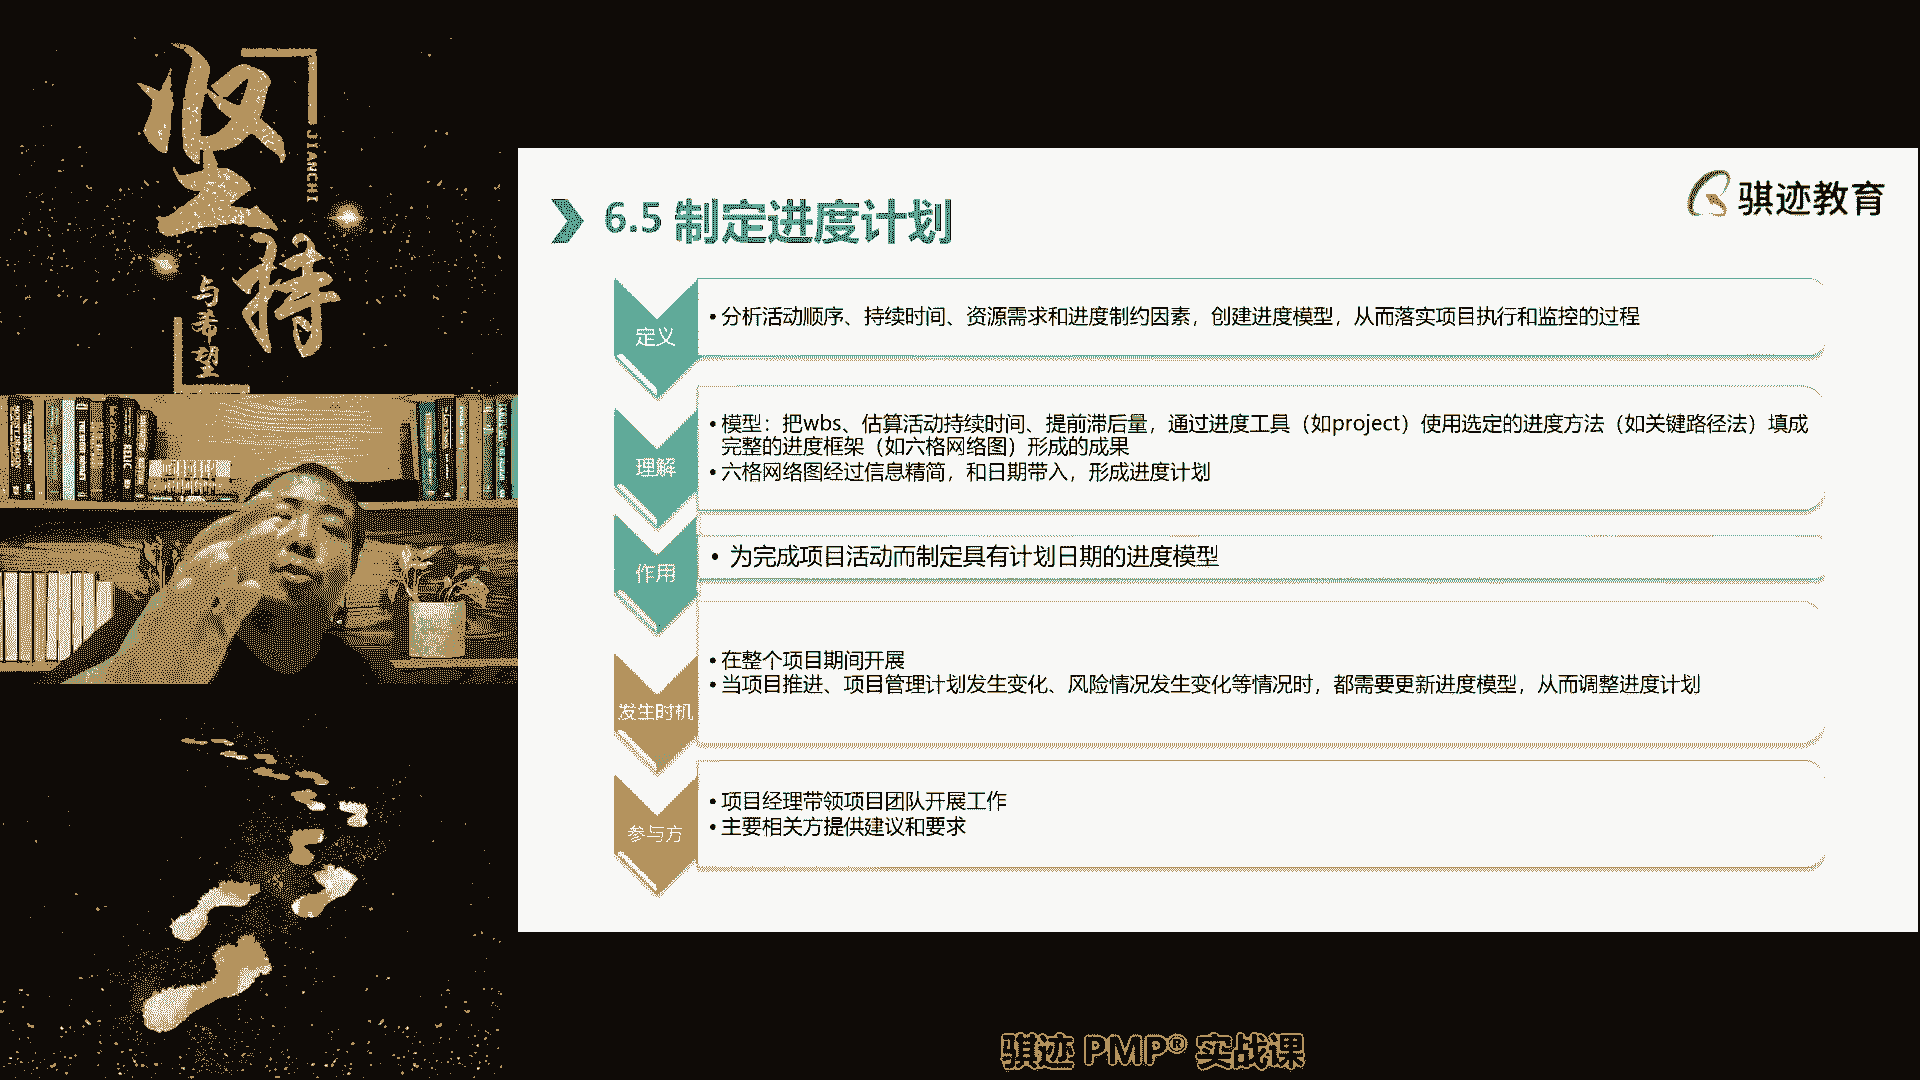 坚持
JIANCHI
与希望
骐迹教育
6.5 制定进度计划
定义
•分析活动顺序、持续时间、资源需求和进度制约因素，创建进度模型，从而落实项目执行和监控的过程
理解
•模型：把wbs、估算活动持续时间、提前滞后量，通过进度工具（如project）使用选定的进度方法（如关键路径法）填成
完整的进度框架（如六格网络图）形成的成果
•六格网络图经过信息精简，和日期带入，形成进度计划
作用
• 为完成项目活动而制定具有计划日期的进度模型
发生时机
•在整个项目期间开展
•当项目推进、项目管理计划发生变化、风险情况发生变化等情况时，都需要更新进度模型，从而调整进度计划
参与方
•项目经理带领项目团队开展工作
•主要相关方提供建议和要求
骐迹 PMP® 实战课